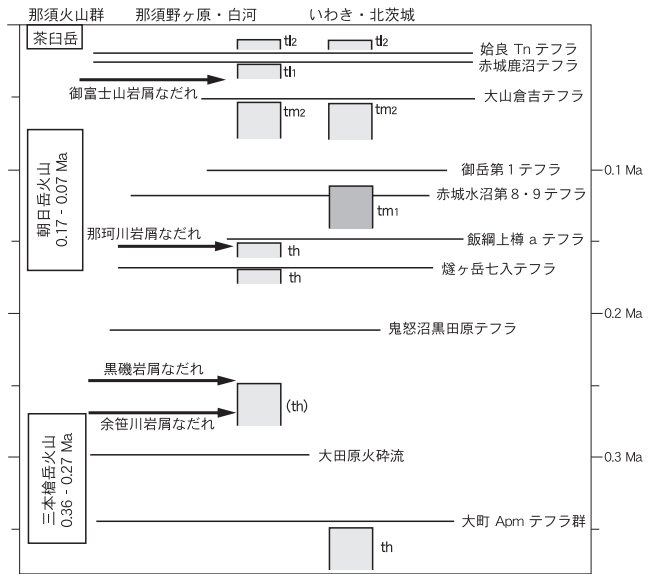 那須火山群 那須野ヶ原・白河 いわき・北茨城
茶臼岳
tl2 tl2
姶良 Tn テフラ
赤城鹿沼テフラ
tl1
御富士山岩屑なだれ
大山倉吉テフラ
tm2 tm2
朝日岳火山
0.17 - 0.07 Ma
御岳第1テフラ
0.1 Ma
赤城水沼第8・9テフラ
tm1
那珂川岩屑なだれ
飯綱上樽 a テフラ
th
燧ヶ岳七入テフラ
th
0.2 Ma
鬼怒沼黒田原テフラ
黒磯岩屑なだれ
(th)
余笹川岩屑なだれ
三本槍岳火山
0.36 - 0.27 Ma
大田原火砕流
0.3 Ma
大町 Apm テフラ群
th